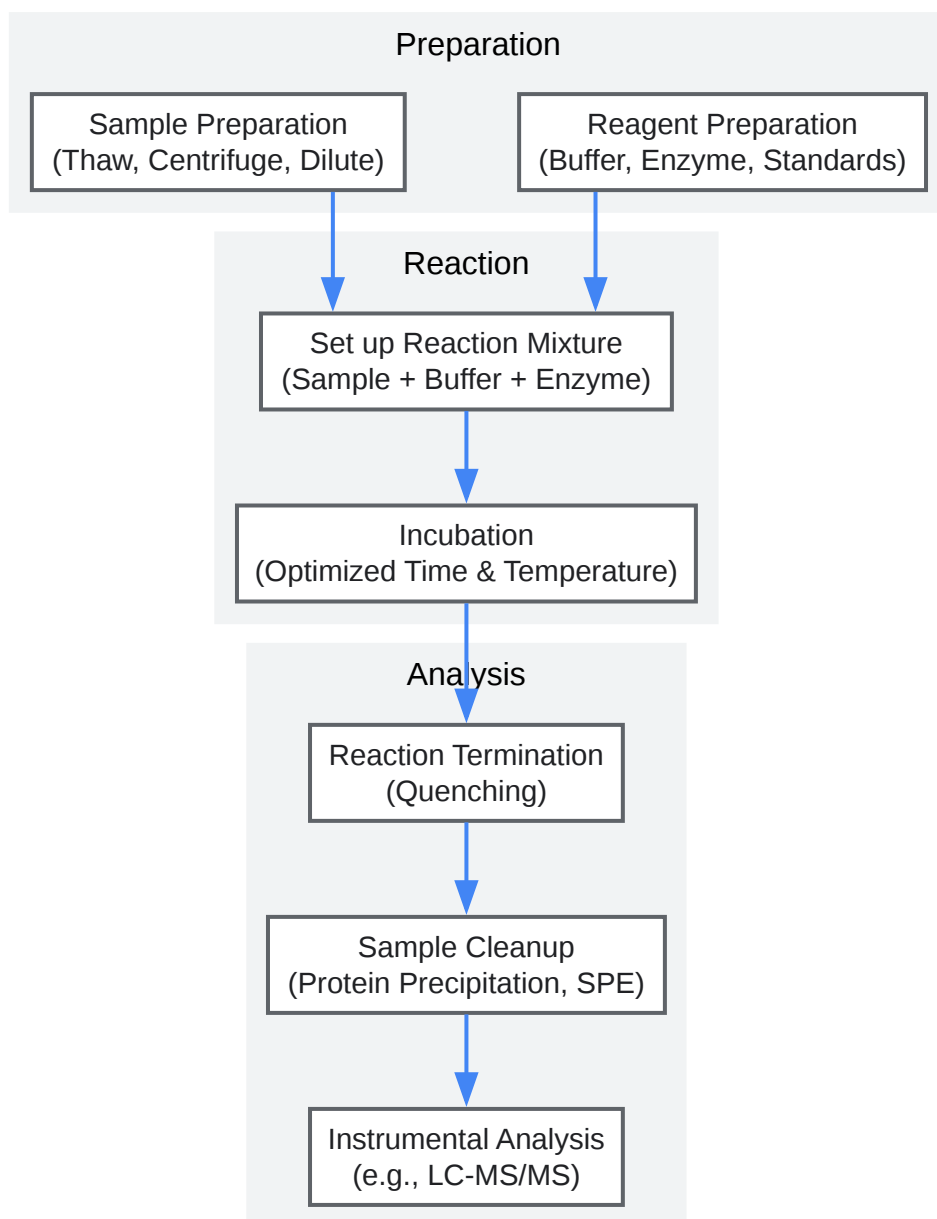 Preparation
Sample Preparation
(Thaw, Centrifuge, Dilute)
Reagent Preparation
(Buffer, Enzyme, Standards)
Reaction
Set up Reaction Mixture
(Sample + Buffer + Enzyme)
Incubation
(Optimized Time & Temperature)
Analysis
Reaction Termination
(Quenching)
Sample Cleanup
(Protein Precipitation, SPE)
Instrumental Analysis
(e.g., LC-MS/MS)